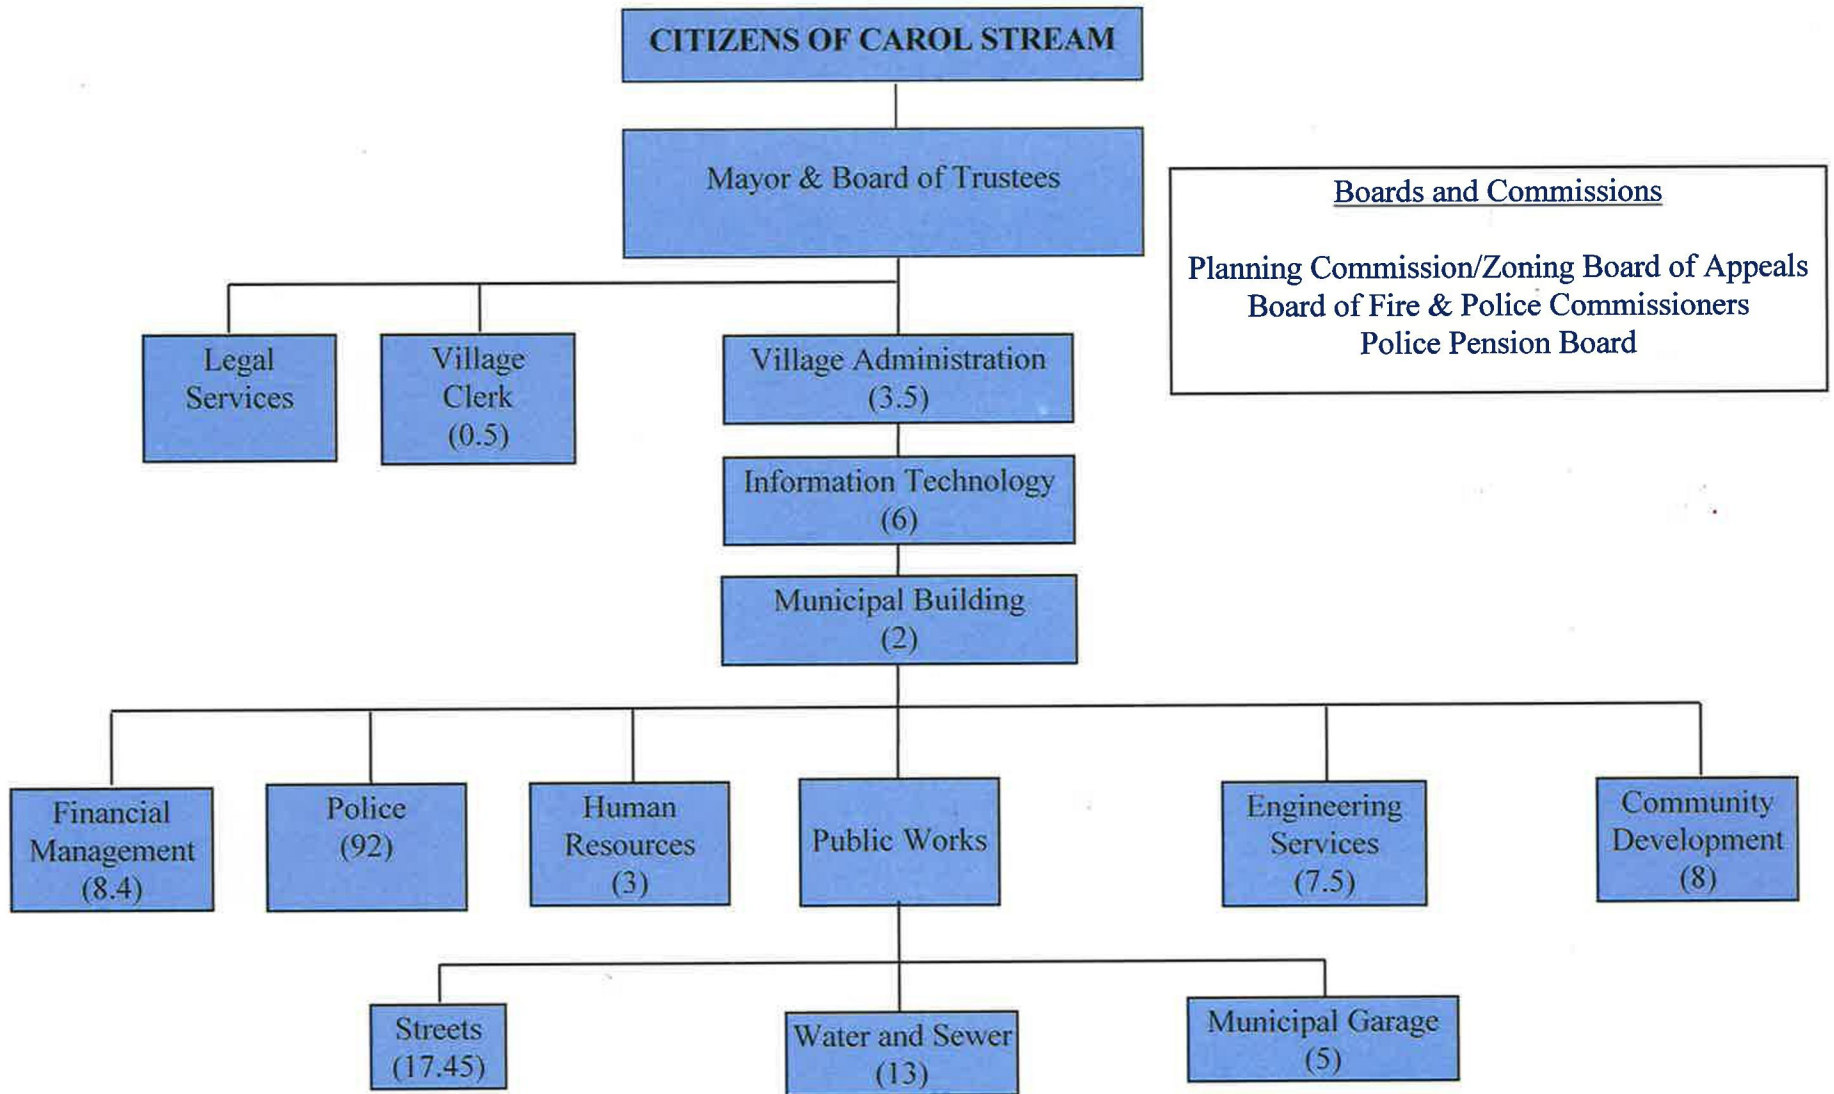 CITIZENS OF CAROL STREAM
Mayor & Board of Trustees
Boards and Commissions
Planning Commission/Zoning Board of Appeals
Board of Fire & Police Commissioners
Police Pension Board
Legal
Services
Village
Clerk
(0.5)
Village Administration
(3.5)
Information Technology
(6)
Municipal Building
(2)
Financial
Management
(8.4)
Police
(92)
Human
Resources
(3)
Public Works
Engineering
Services
(7.5)
Community
Development
(8)
Streets
(17.45)
Water and Sewer
(13)
Municipal Garage
(5)